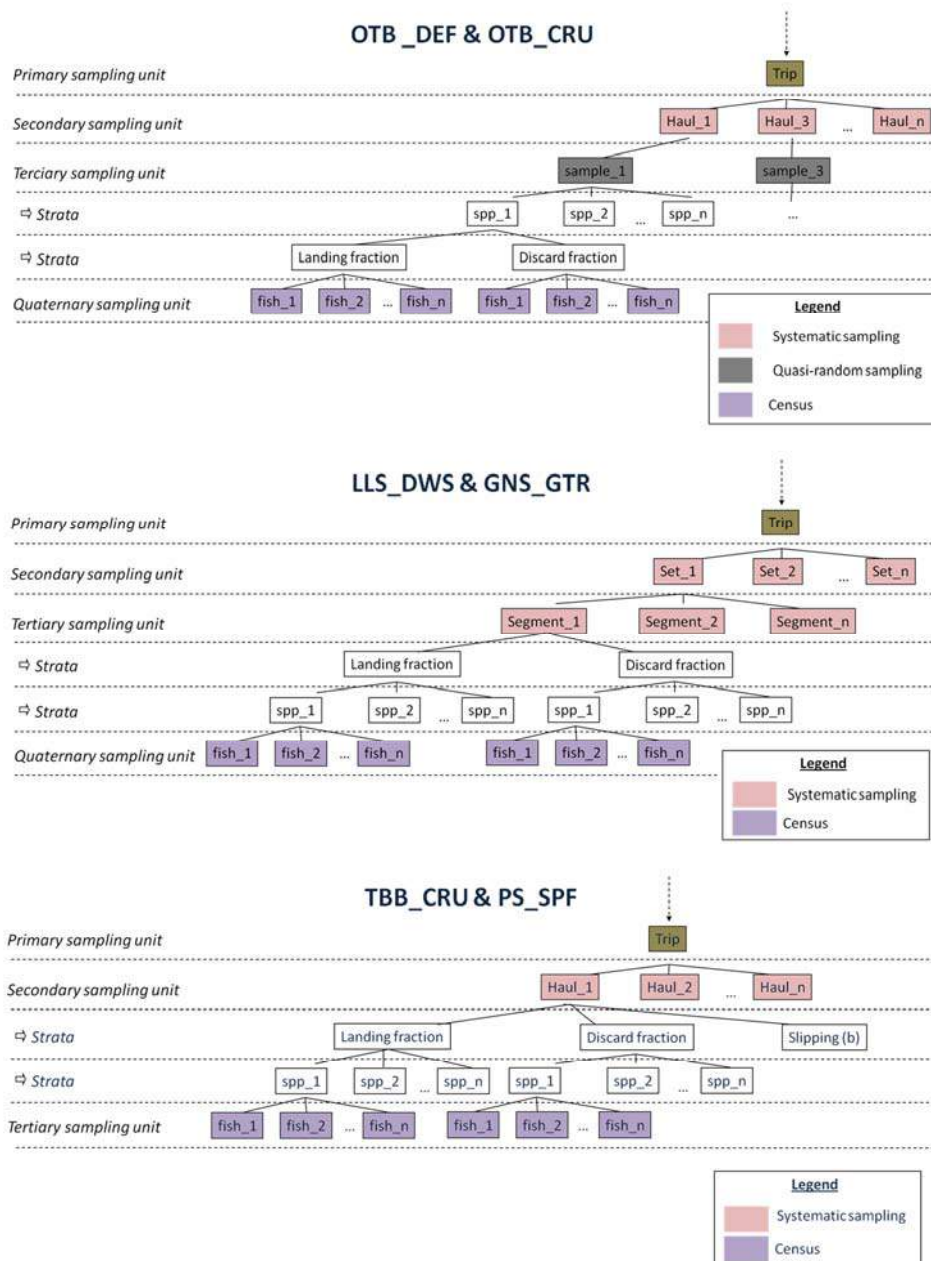 OTB _DEF & OTB_CRU
Primary sampling unit
Trip
Secondary sampling unit
Haul_1 Haul_3 ... Haul_n
Terciary sampling unit
sample_1 sample_3
⇨ Strata
spp_1 spp_2 ... spp_n ...
⇨ Strata
Landing fraction Discard fraction
Quaternary sampling unit
fish_1 fish_2 ... fish_n fish_1 fish_2 ... fish_n
Legend
Systematic sampling
Quasi-random sampling
Census
LLS_DWS & GNS_GTR
Primary sampling unit
Trip
Secondary sampling unit
Set_1 Set_2 ... Set_n
Tertiary sampling unit
Segment_1 Segment_2 Segment_n
⇨ Strata
Landing fraction Discard fraction
⇨ Strata
spp_1 spp_2 ... spp_n spp_1 spp_2 ... spp_n
Quaternary sampling unit
fish_1 fish_2 ... fish_n fish_1 fish_2 ... fish_n
Legend
Systematic sampling
Census
TBB_CRU & PS_SPF
Primary sampling unit
Trip
Secondary sampling unit
Haul_1 Haul_2 ... Haul_n
⇨ Strata
Landing fraction Discard fraction Slipping (b)
⇨ Strata
spp_1 spp_2 ... spp_n spp_1 spp_2 ... spp_n
Tertiary sampling unit
fish_1 fish_2 ... fish_n fish_1 fish_2 ... fish_n
Legend
Systematic sampling
Census